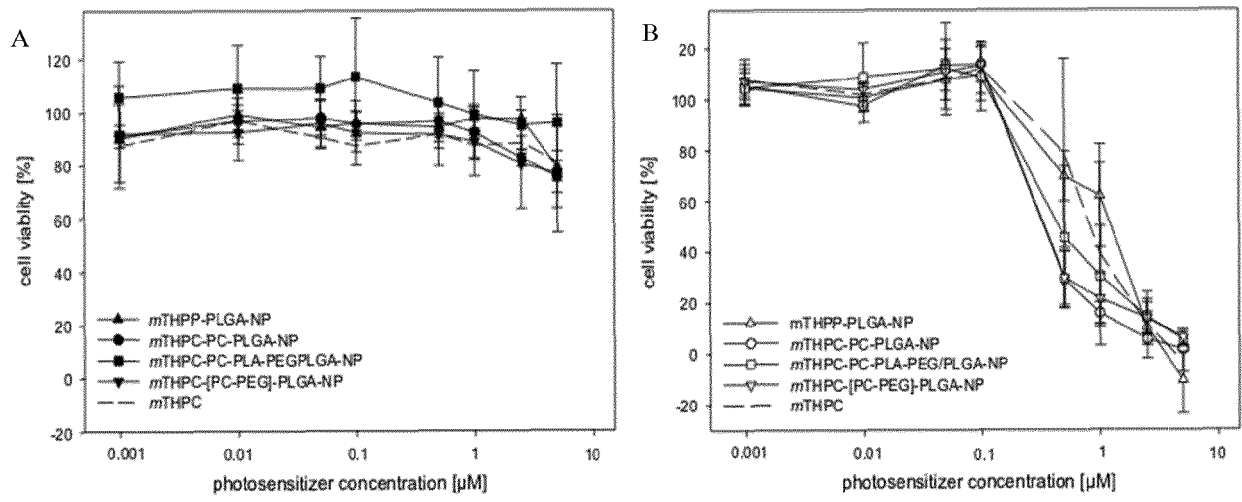 A
120
100
80
60
40
20
0
-20
cell viablity [%]
mTHPP-PLGA-NP
mTHPC-PC-PLGA-NP
mTHPC-PC-PLA-PEGPLGA-NP
mTHPC-[PC-PEG]-PLGA-NP
mTHPC
0.001 0.01 0.1 1 10
photosensitizer concentration [µM]
B
20
100
80
60
40
20
0
-20
cell viability [%]
mTHPP-PLGA-NP
mTHPC-PC-PLGA-NP
mTHPC-PC-PLA-PEG/PLGA-NP
mTHPC-[PC-PEG]-PLGA-NP
mTHPC
0.001 0.01 0.1 1 10
photosensitizer concentration [µM]